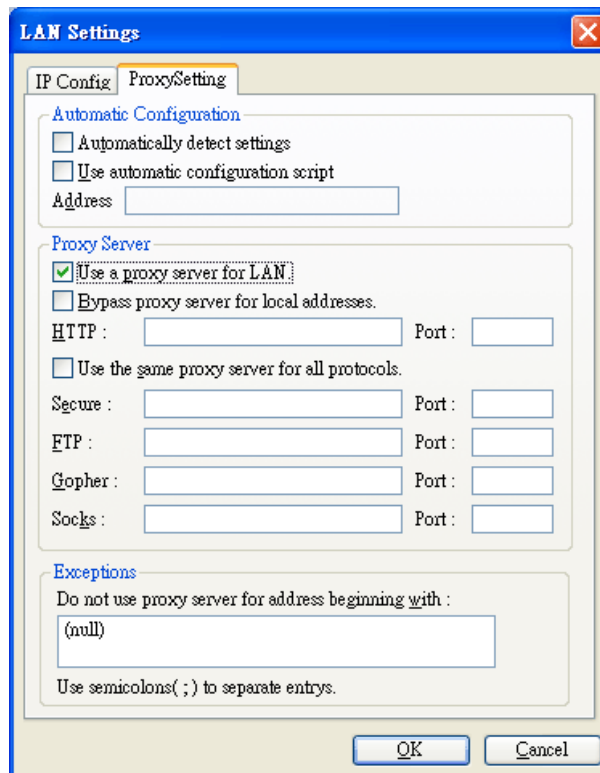 LAN Settings
IP Config ProxySetting
Automatic Configuration
Automatically detect settings
Use automatic configuration script
Address
Proxy Server
Use a proxy server for LAN.
Bypass proxy server for local addresses.
HTTP : Port :
Use the same proxy server for all protocols.
Secure : Port :
FTP : Port :
Gopher : Port :
Socks : Port :
Exceptions
Do not use proxy server for address beginning with :
(null)
Use semicolons( ; ) to separate entrys.
OK Cancel